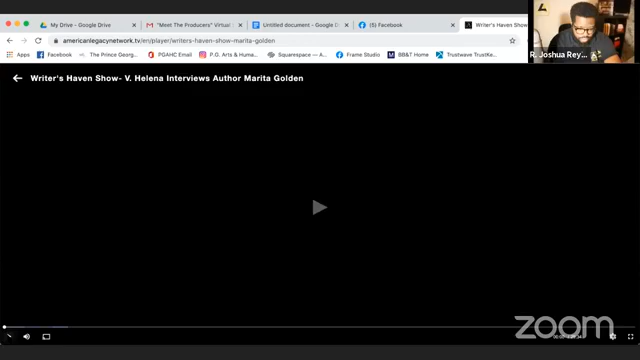 My Drive – Google Drive
"Meet The Producers" Virtual
Untitled document - Google D
(5) Facebook
Writer's Haven Show-
americanlegacynetwork.tv/en/player/writers-haven-show-marita-golden
Apps
Facebook
The Prince Georg...
PGAHC Email
P.G. Arts & Human...
Squarespace — A...
Frame Studio
BB&T Home
Trustwave TrustKe...
R. Joshua Rey...
Writer's Haven Show- V. Helena Interviews Author Marita Golden
zoom